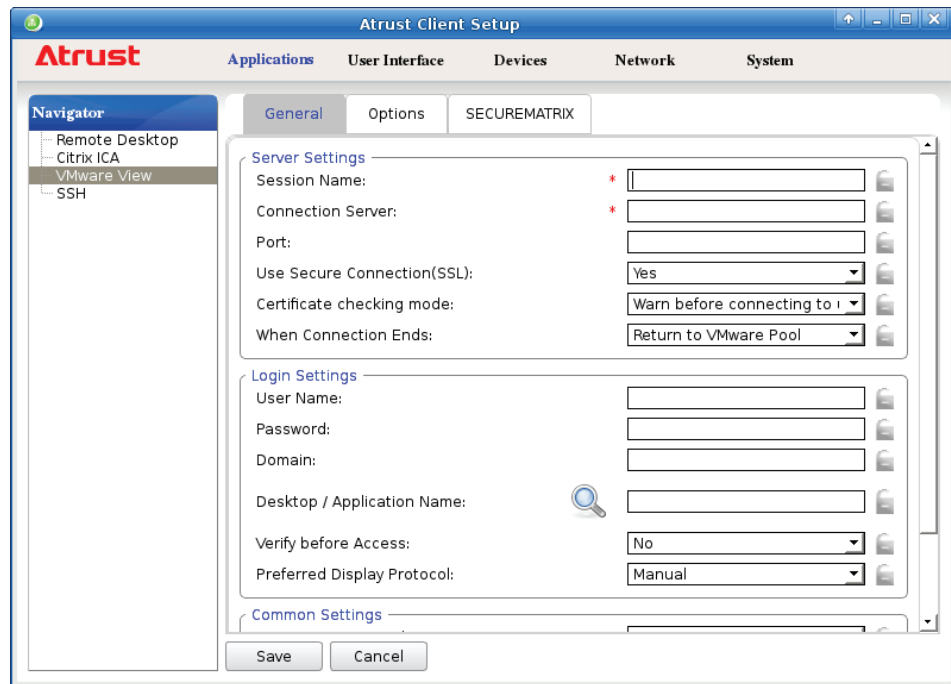 Atrust Client Setup
Atrust
Applications User Interface Devices Network System
Navigator
Remote Desktop
Citrix ICA
VMware View
SSH
General Options SECUREMATRIX
Server Settings
Session Name: *
Connection Server: *
Port:
Use Secure Connection(SSL): Yes
Certificate checking mode: Warn before connecting to
When Connection Ends: Return to VMware Pool
Login Settings
User Name:
Password:
Domain:
Desktop / Application Name:
Verify before Access: No
Preferred Display Protocol: Manual
Common Settings
Save Cancel